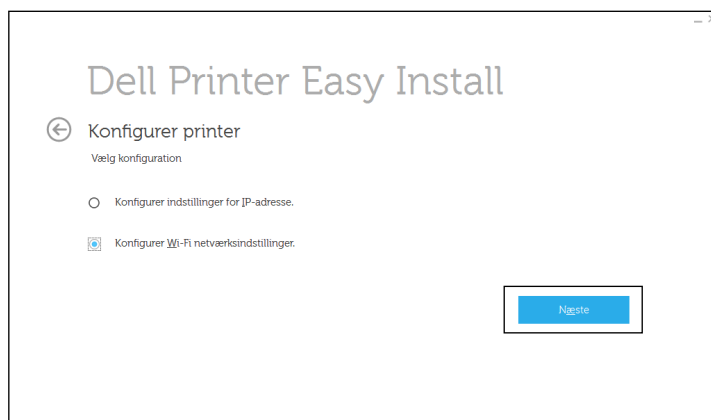 Dell Printer Easy Install
Konfigurer printer
Vælg konfiguration
Konfigurer indstillinger for IP-adresse.
Konfigurer Wi-Fi netværksindstillinger.
Næste